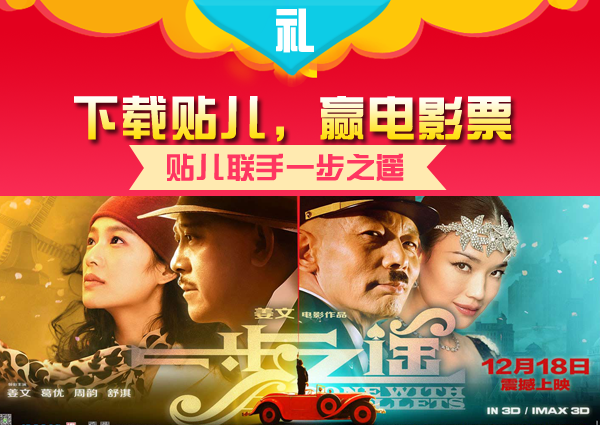 礼
下载贴儿，赢电影票
贴儿联手一步之遥
姜文 电影作品
一步之遥
GONE WITH
THE BULLETS
12月18日
震撼上映
姜文 葛优 周韵 舒淇
IN 3D / IMAX 3D